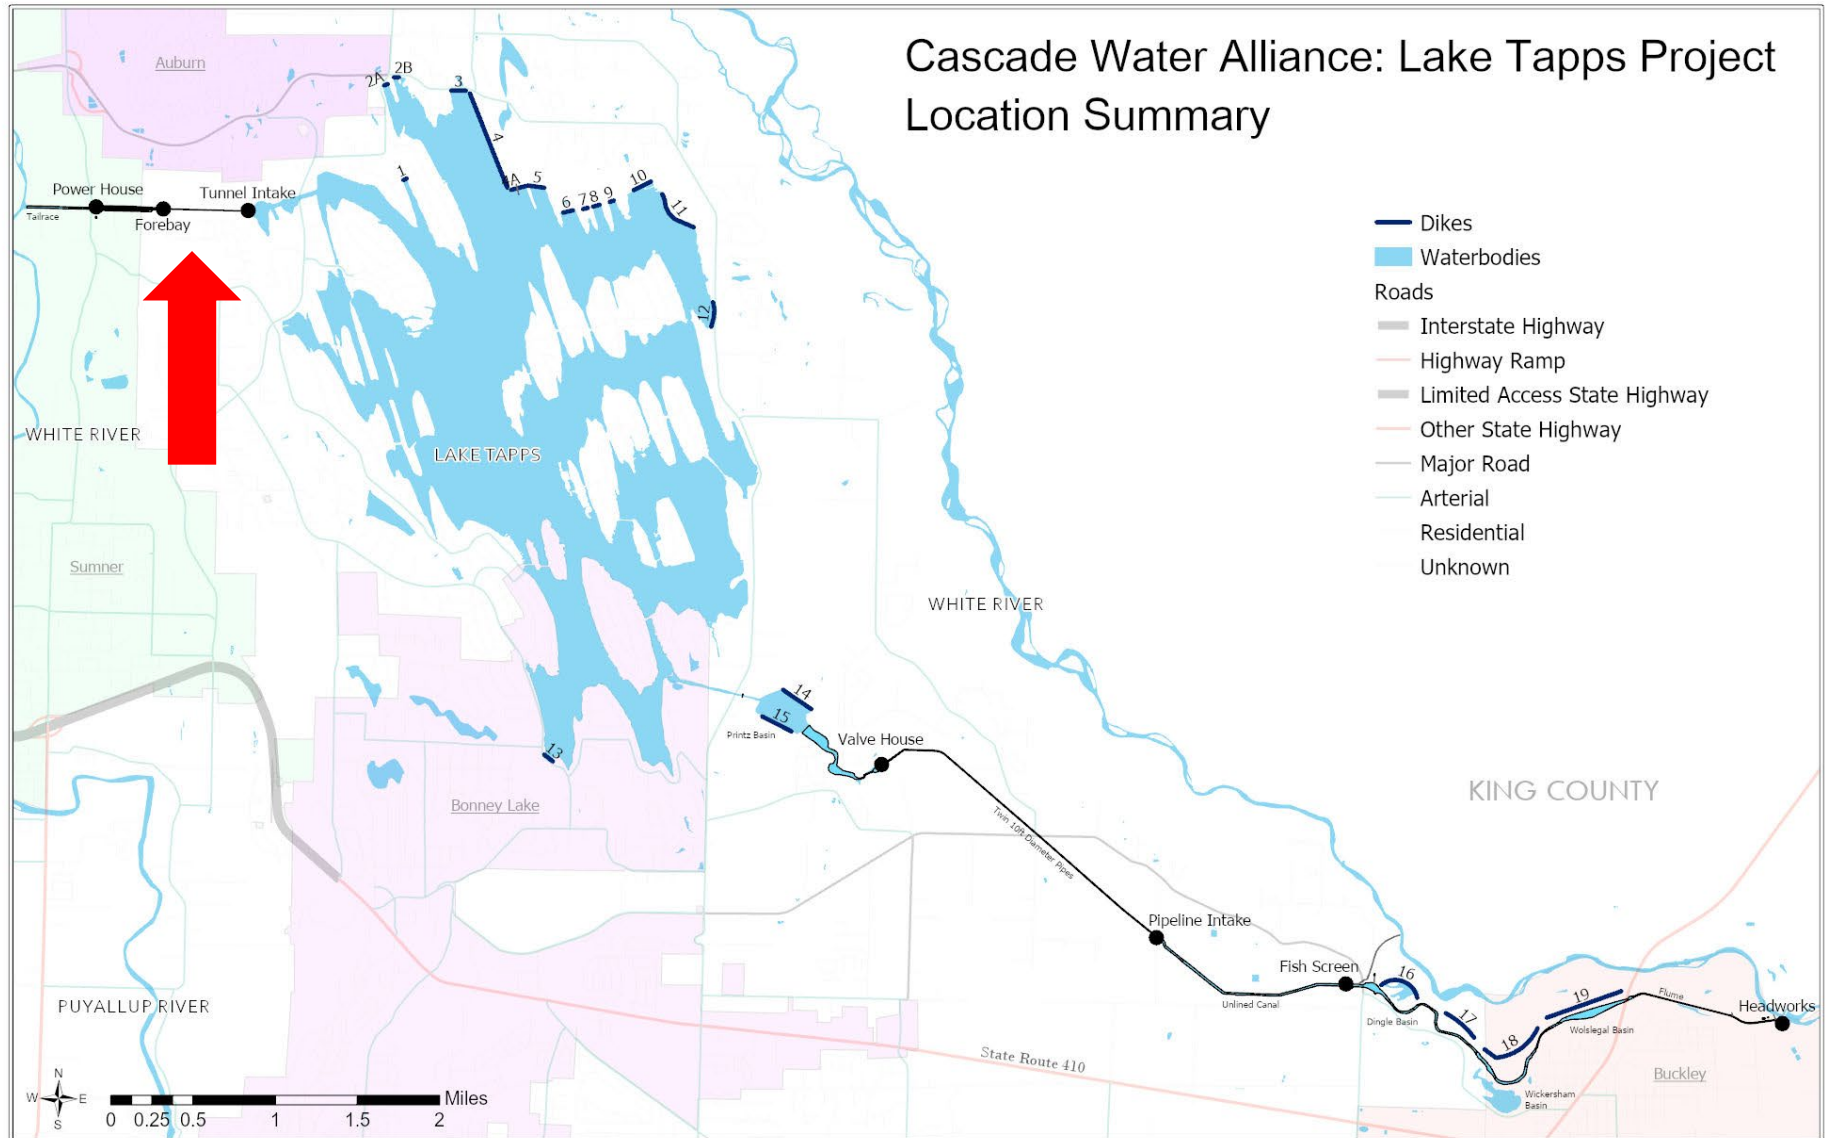 Cascade Water Alliance: Lake Tapps Project
Location Summary
Auburn
2A
2B
3
4
4A
5
1
6
7
8
9
10
11
12
Power House
Tunnel Intake
Tailrace
Forebay
Dikes
Waterbodies
Roads
Interstate Highway
Highway Ramp
Limited Access State Highway
Other State Highway
Major Road
Arterial
Residential
Unknown
WHITE RIVER
LAKE TAPPS
Sumner
WHITE RIVER
14
15
Printz Basin
Valve House
13
Bonney Lake
KING COUNTY
Twin 10ft Diameter Pipes
Pipeline Intake
Fish Screen
16
Unlined Canal
Dingle Basin
17
18
19
Wolslegal Basin
Flume
Headworks
PUYALLUP RIVER
State Route 410
Buckley
Wickersham
Basin
N
W
E
S
Miles
0 0.25 0.5 1 1.5 2